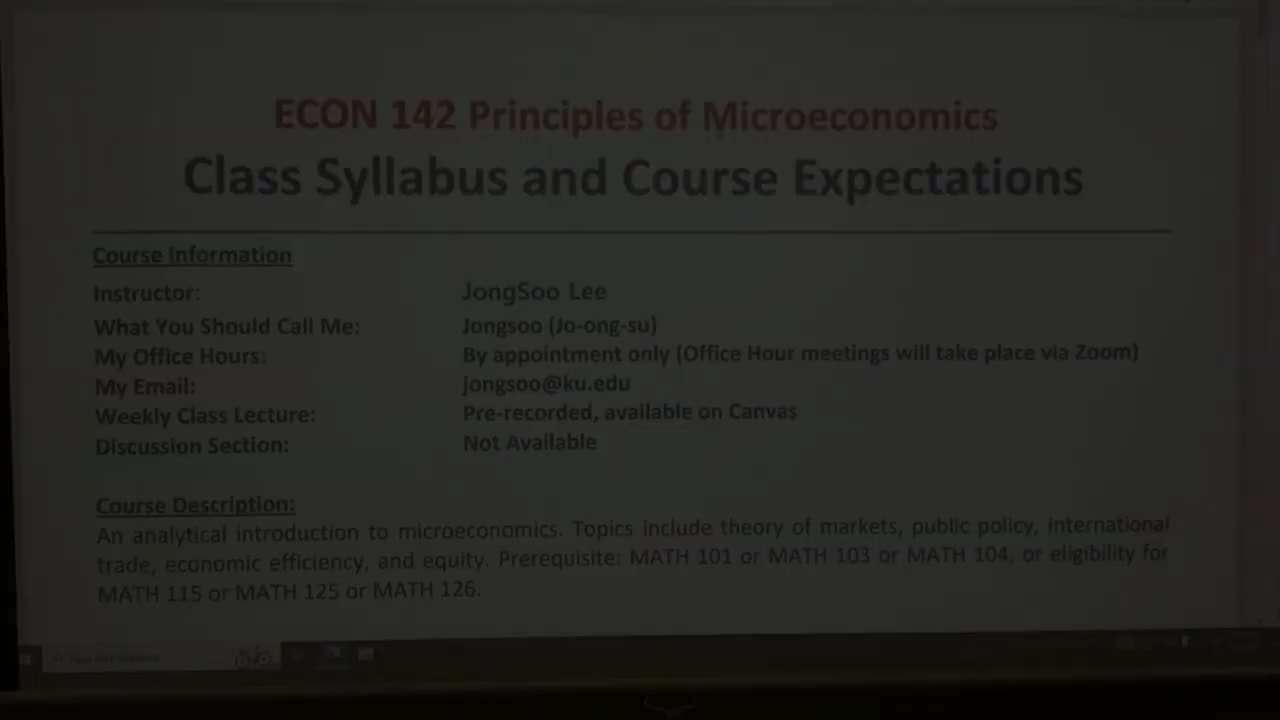 ECON 142 Principles of Microeconomics
Class Syllabus and Course Expectations
Course Information
Instructor: JongSoo Lee
What You Should Call Me: Jongsoo (Jo-ong-su)
My Office Hours: By appointment only (Office Hour meetings will take place via Zoom)
My Email: jongsoo@ku.edu
Weekly Class Lecture: Pre-recorded, available on Canvas
Discussion Section: Not Available
Course Description:
An analytical introduction to microeconomics. Topics include theory of markets, public policy, international
trade, economic efficiency, and equity. Prerequisite: MATH 101 or MATH 103 or MATH 104, or eligibility for
MATH 115 or MATH 125 or MATH 126.